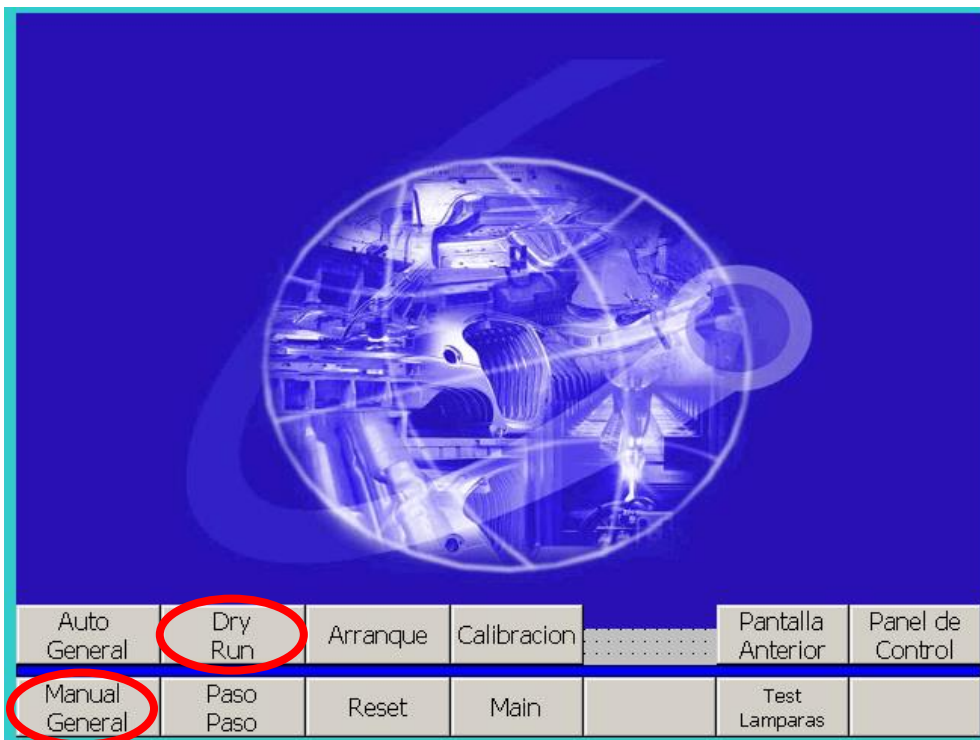 Auto
General
Dry
Run
Arranque
Calibracion
Pantalla
Anterior
Panel de
Control
Manual
General
Paso
Paso
Reset
Main
Test
Lamparas